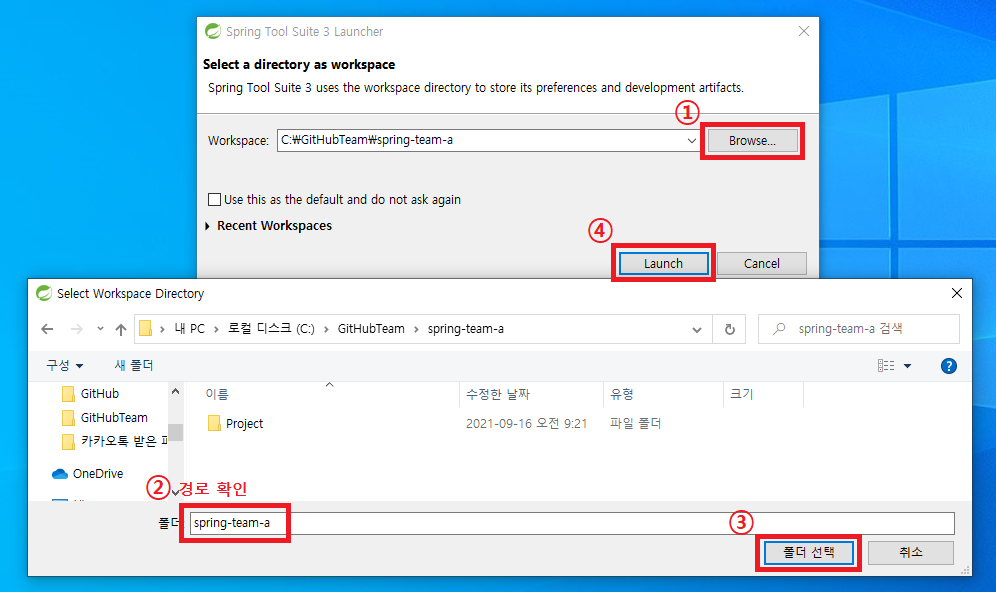 Spring Tool Suite 3 Launcher
Select a directory as workspace
Spring Tool Suite 3 uses the workspace directory to store its preferences and development artifacts.
①
Workspace: C:₩GitHubTeam₩spring-team-a Browse...
Use this as the default and do not ask again
Recent Workspaces
④
Launch Cancel
Select Workspace Directory
내 PC › 로컬 디스크 (C:) › GitHubTeam › spring-team-a
spring-team-a 검색
구성 새 폴더
이름 수정한 날짜 유형 크기
GitHub
GitHubTeam
카카오톡 받은
OneDrive
Project 2021-09-16 오전 9:21 파일 폴더
② 경로 확인
spring-team-a
③
폴더 선택 취소